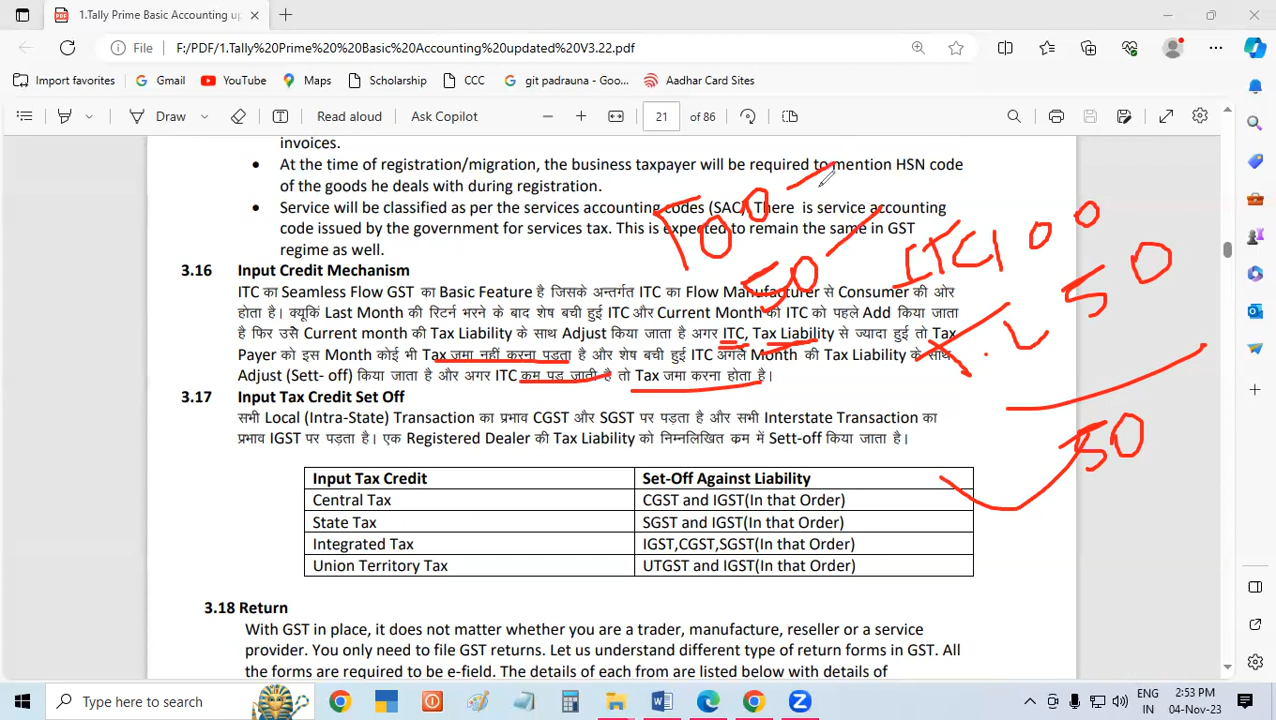 1.Tally Prime Basic Accounting up
File F:/PDF/1.Tally%20Prime%20%20Basic%20Accounting%20updated%20V3.22.pdf
Import favorites Gmail YouTube Maps Scholarship CCC git padrauna - Goo... Aadhar Card Sites
Draw Read aloud Ask Copilot 21 of 86
invoices.
• At the time of registration/migration, the business taxpayer will be required to mention HSN code
of the goods he deals with during registration.
• Service will be classified as per the services accounting codes (SAC). There is service accounting
code issued by the government for services tax. This is expected to remain the same in GST
regime as well.
100
50
ITC 100
T.L 50
50
3.16 Input Credit Mechanism
ITC का Seamless Flow GST का Basic Feature है जिसके अन्तर्गत ITC का Flow Manufacturer से Consumer की ओर
होता है। क्यूकिं Last Month की रिटर्न भरने के बाद शेष बची हुई ITC और Current Month को ITC को पहले Add किया जाता
है फिर उसे Current month की Tax Liability के साथ Adjust किया जाता है अगर ITC, Tax Liability से ज्यादा हुई तो Tax
Payer को इस Month कोई भी Tax जमा नहीं करना पडता है और शेष बची हुई ITC अगले Month की Tax Liability के साथ
Adjust (Sett- off) किया जाता है और अगर ITC कम पड जाती है तो Tax जमा करना होता है।
3.17 Input Tax Credit Set Off
सभी Local (Intra-State) Transaction का प्रभाव CGST और SGST पर पड़ता है और सभी Interstate Transaction का
प्रभाव IGST पर पड़ता है। एक Registered Dealer की Tax Liability को निम्नलिखित क्रम में Sett-off किया जाता है।
Input Tax Credit Set-Off Against Liability
Central Tax CGST and IGST(In that Order)
State Tax SGST and IGST(In that Order)
Integrated Tax IGST,CGST,SGST(In that Order)
Union Territory Tax UTGST and IGST(In that Order)
3.18 Return
With GST in place, it does not matter whether you are a trader, manufacture, reseller or a service
provider. You only need to file GST returns. Let us understand different type of return forms in GST. All
the forms are required to be e-field. The details of each from are listed below with details of
Type here to search
ENG
IN
2:53 PM
04-Nov-23